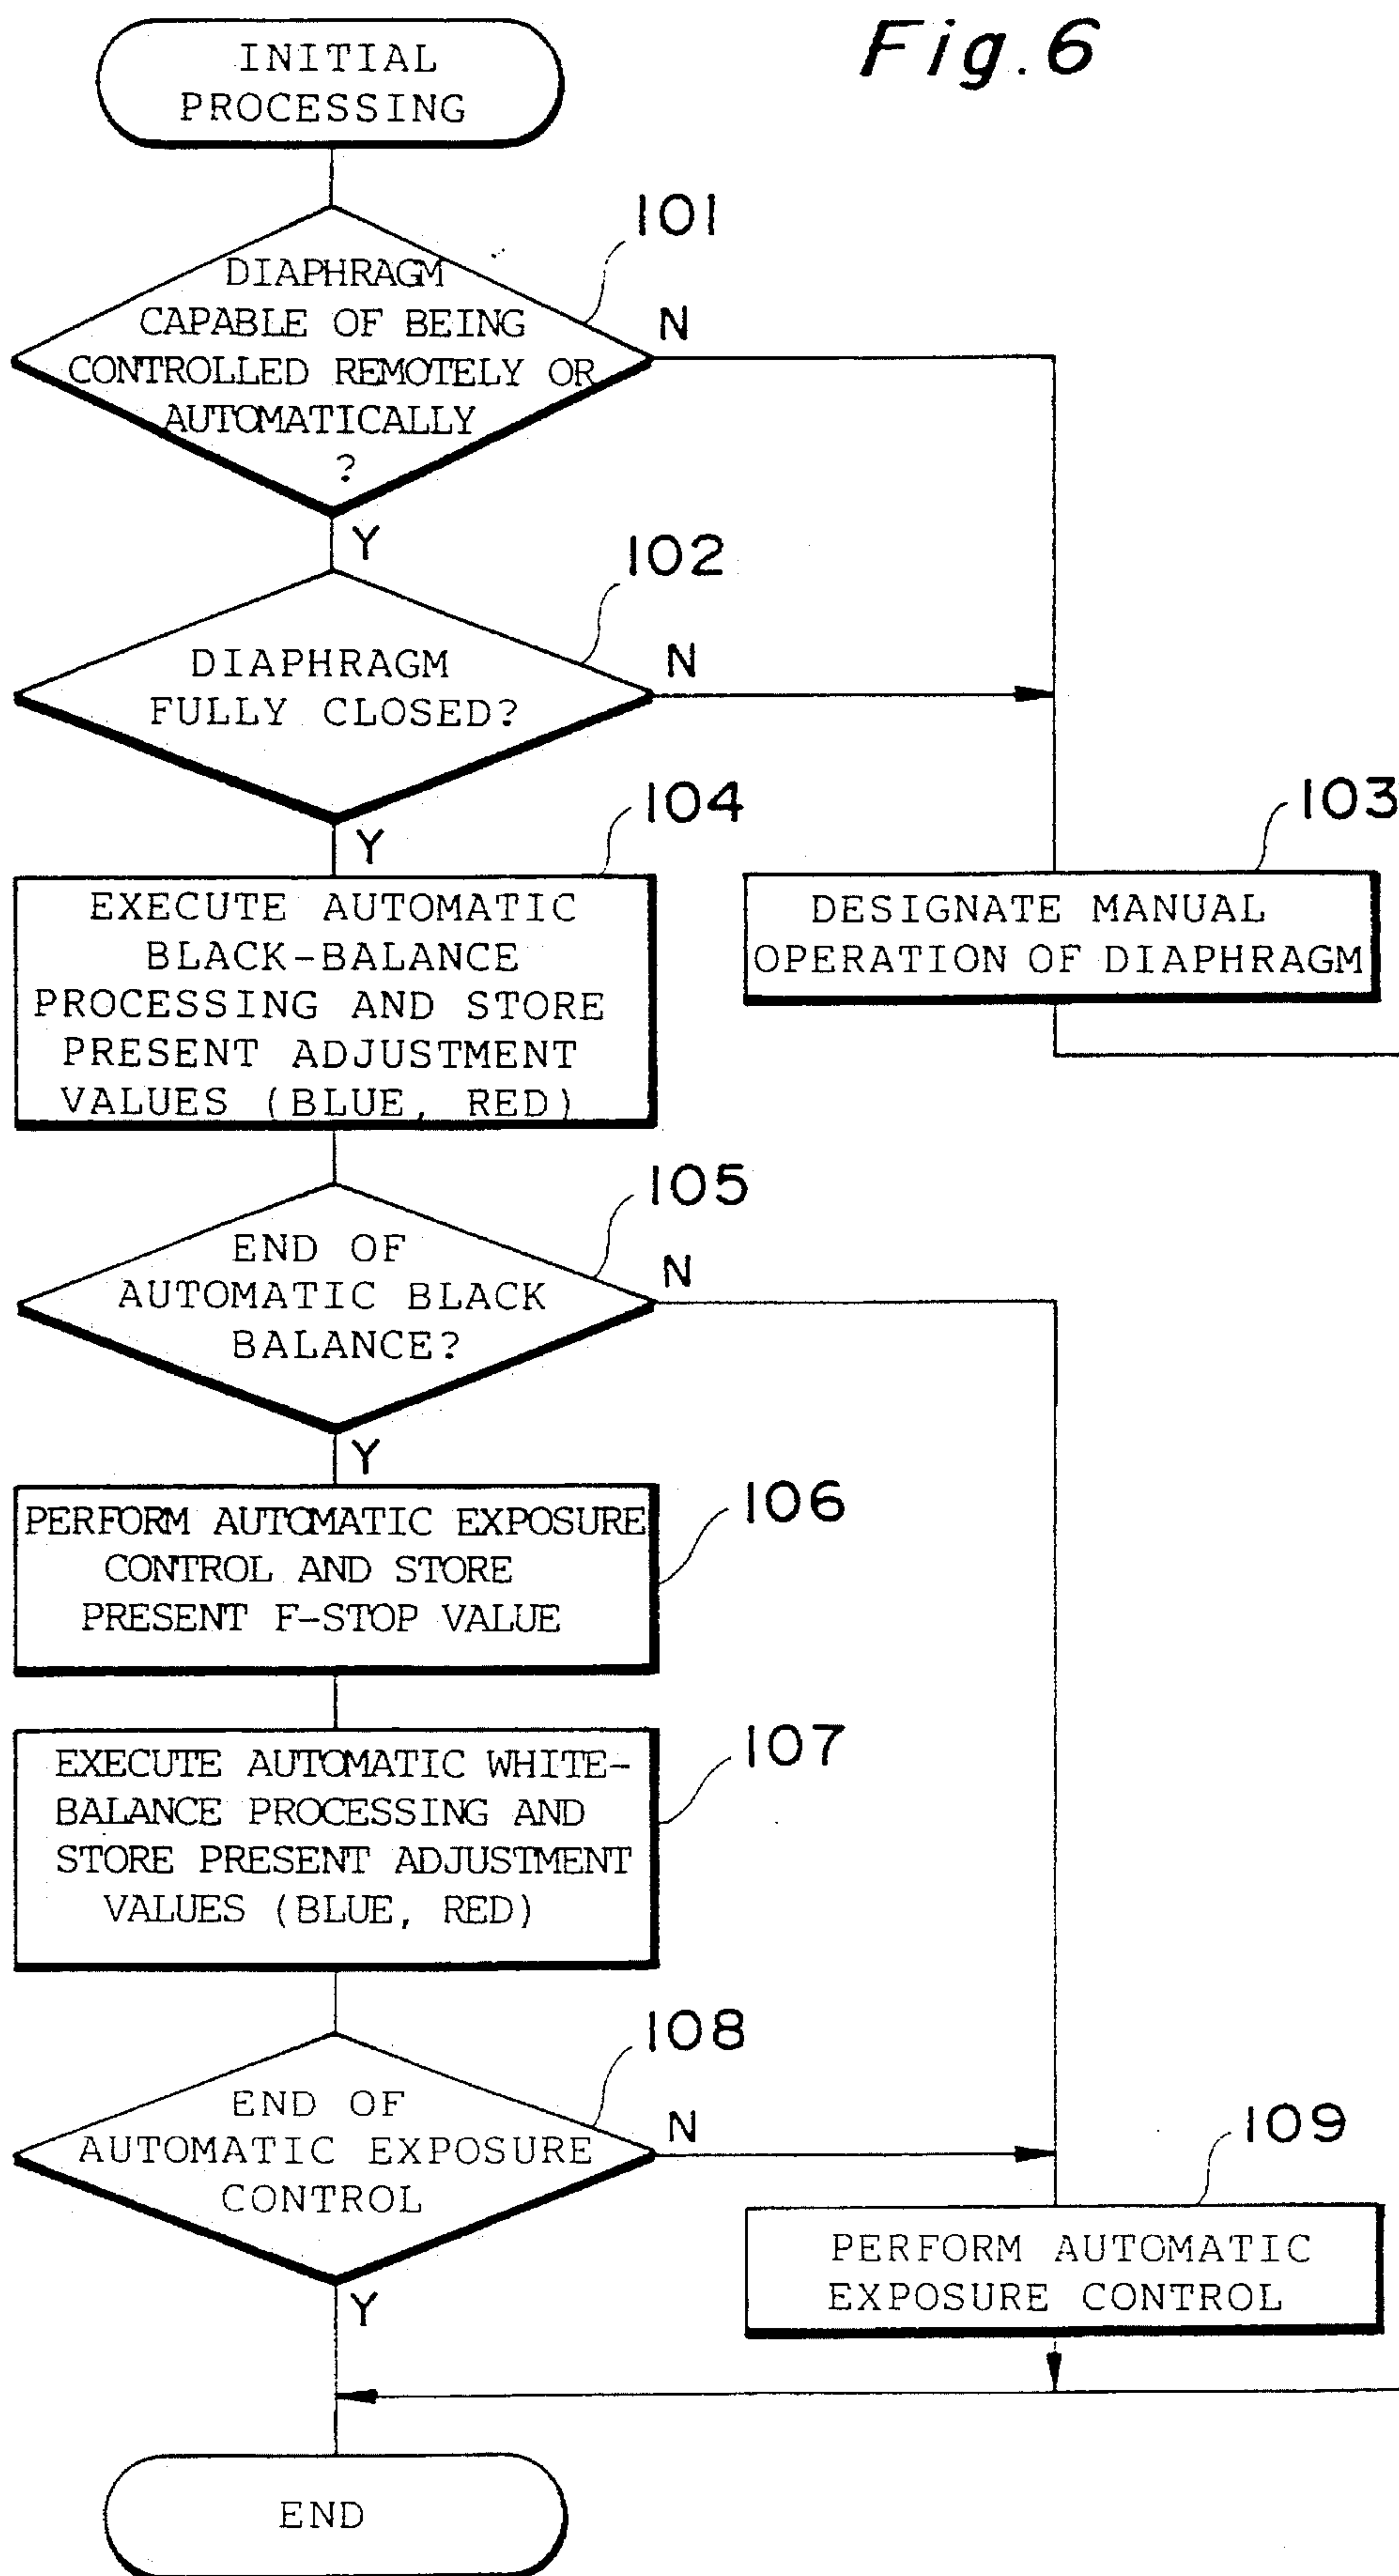 Fig.6
INITIAL
PROCESSING
101
DIAPHRAGM
CAPABLE OF BEING
CONTROLLED REMOTELY OR
AUTOMATICALLY
?
N
Y
102
DIAPHRAGM
FULLY CLOSED?
N
Y
103
DESIGNATE MANUAL
OPERATION OF DIAPHRAGM
104
EXECUTE AUTOMATIC
BLACK-BALANCE
PROCESSING AND STORE
PRESENT ADJUSTMENT
VALUES (BLUE, RED)
105
END OF
AUTOMATIC BLACK
BALANCE?
N
Y
106
PERFORM AUTOMATIC EXPOSURE
CONTROL AND STORE
PRESENT F-STOP VALUE
107
EXECUTE AUTOMATIC WHITE-
BALANCE PROCESSING AND
STORE PRESENT ADJUSTMENT
VALUES (BLUE, RED)
108
END OF
AUTOMATIC EXPOSURE
CONTROL
N
Y
109
PERFORM AUTOMATIC
EXPOSURE CONTROL
END